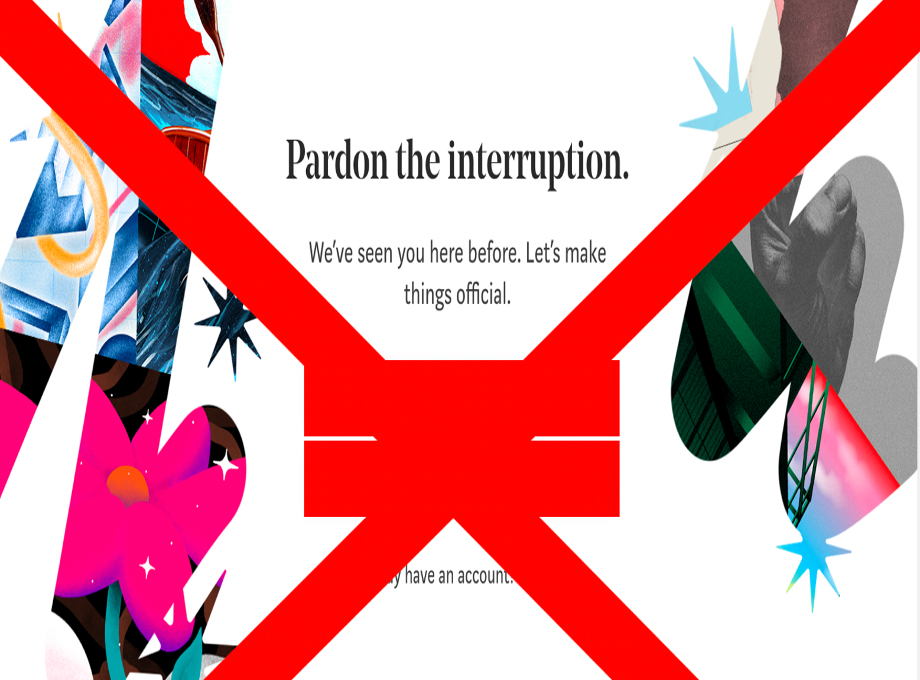 Pardon the interruption.
We've seen you here before. Let's make
things official.
have an account?